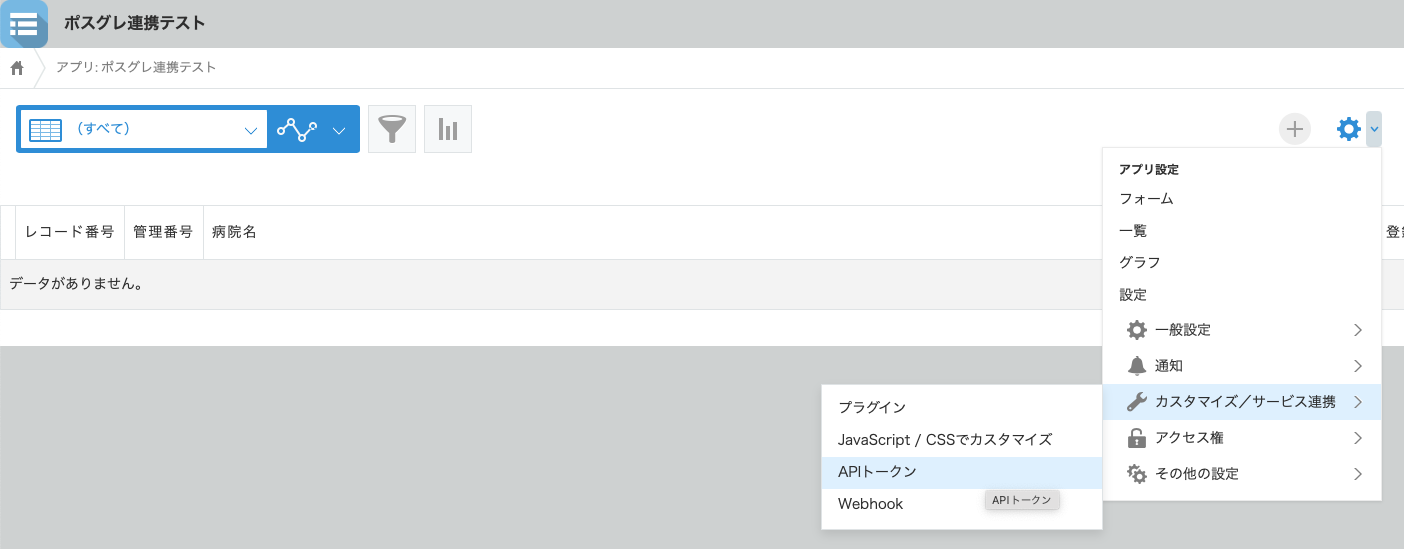 ポスグレ連携テスト
アプリ: ポスグレ連携テスト
（すべて）
アプリ設定
フォーム
一覧
グラフ
設定
一般設定
通知
カスタマイズ／サービス連携
アクセス権
その他の設定
レコード番号 管理番号 病院名
データがありません。
プラグイン
JavaScript / CSSでカスタマイズ
APIトークン
Webhook
APIトークン